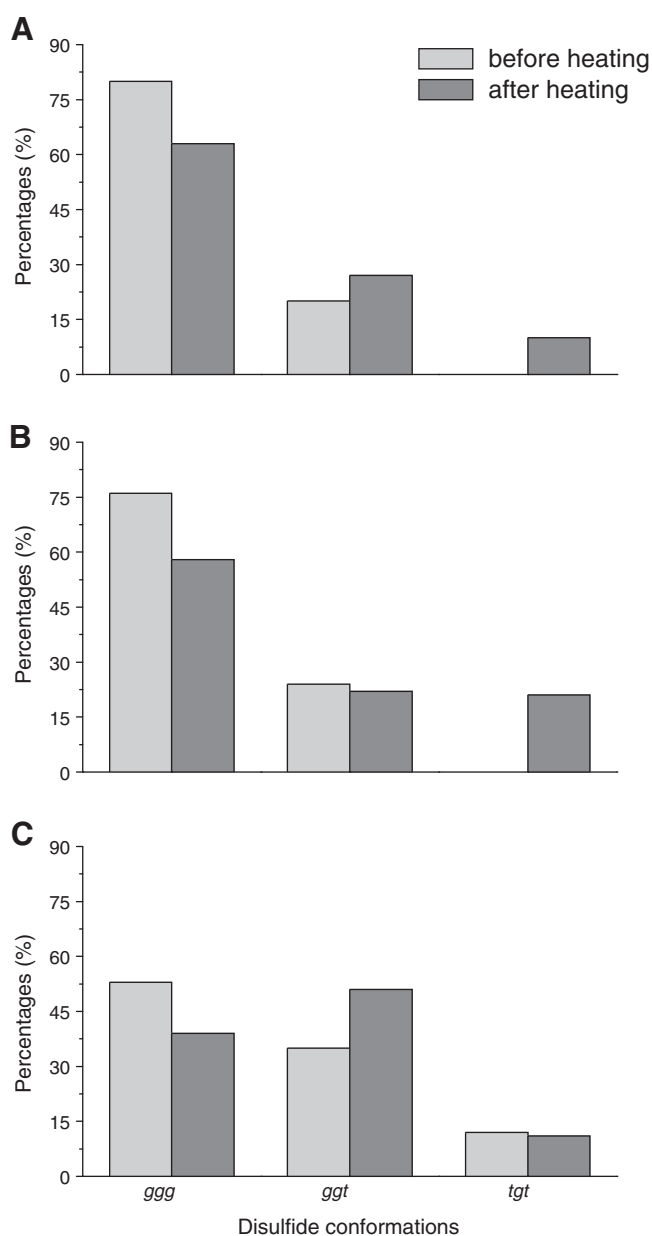 A
90
75
60
45
30
15
0
Percentages (%)
before heating
after heating
B
90
75
60
45
30
15
0
Percentages (%)
C
90
75
60
45
30
15
0
Percentages (%)
ggg ggt tgt
Disulfide conformations